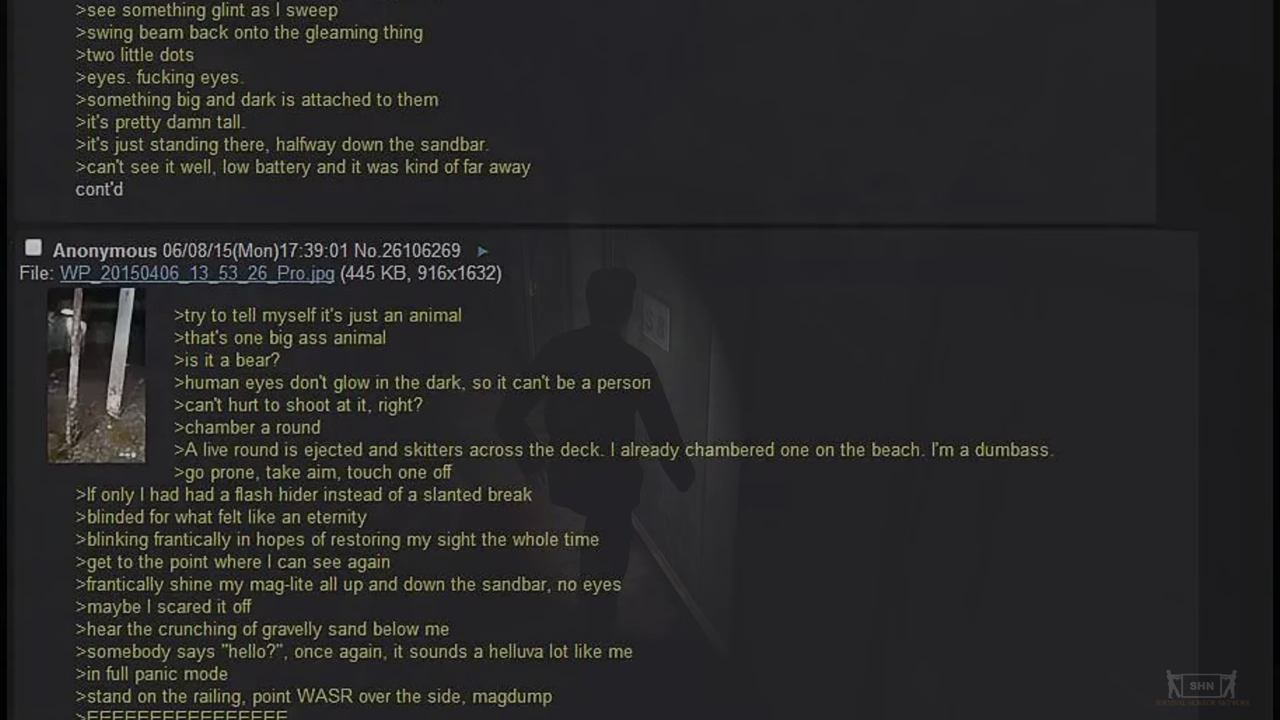 >see something glint as I sweep
>swing beam back onto the gleaming thing
>two little dots
>eyes. fucking eyes.
>something big and dark is attached to them
>it's pretty damn tall.
>it's just standing there, halfway down the sandbar.
>can't see it well, low battery and it was kind of far away
cont'd
Anonymous 06/08/15(Mon)17:39:01 No.26106269
File: WP_20150406_13_53_26_Pro.jpg (445 KB, 916x1632)
>try to tell myself it's just an animal
>that's one big ass animal
>is it a bear?
>human eyes don't glow in the dark, so it can't be a person
>can't hurt to shoot at it, right?
>chamber a round
>A live round is ejected and skitters across the deck. I already chambered one on the beach. I'm a dumbass.
>go prone, take aim, touch one off
>If only I had had a flash hider instead of a slanted break
>blinded for what felt like an eternity
>blinking frantically in hopes of restoring my sight the whole time
>get to the point where I can see again
>frantically shine my mag-lite all up and down the sandbar, no eyes
>maybe I scared it off
>hear the crunching of gravelly sand below me
>somebody says "hello?", once again, it sounds a helluva lot like me
>in full panic mode
>stand on the railing, point WASR over the side, magdump
SHN